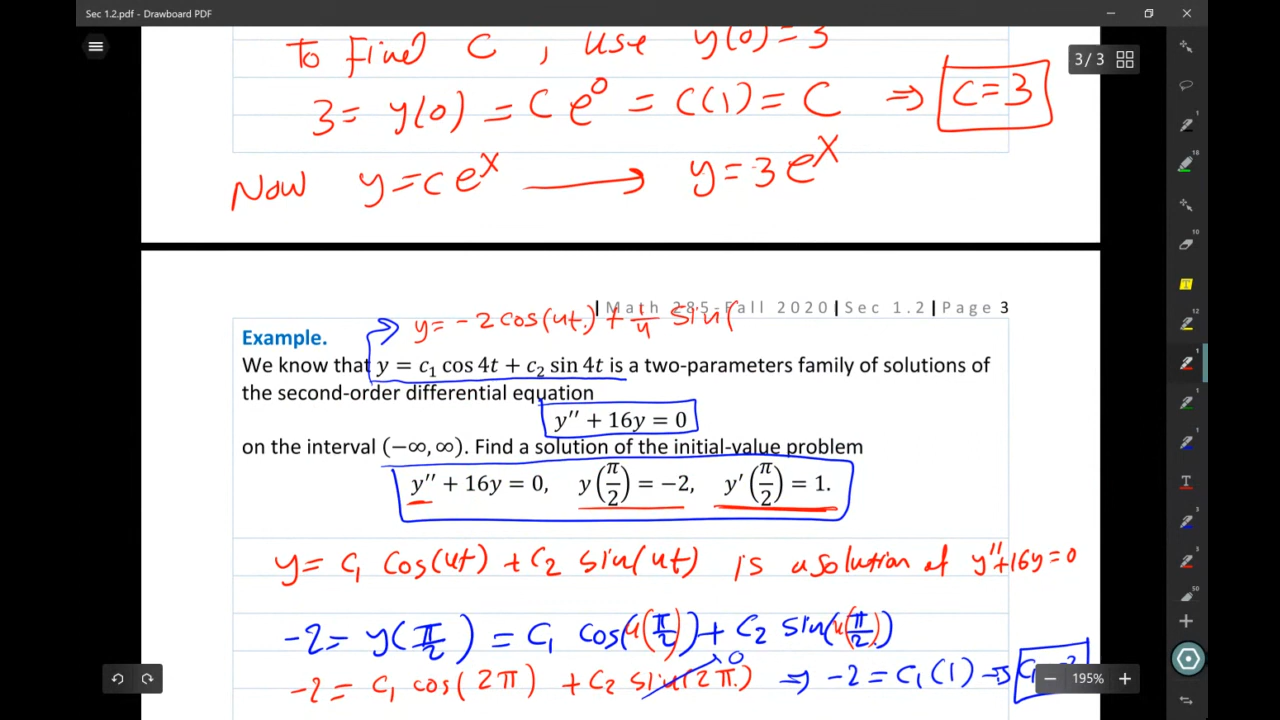 Sec 1.2.pdf - Drawboard PDF
To Find C, use y(0)=3
3/3
3 = y(0) = C e⁰ = C(1) = C ⇒ C=3
Now y=ce^x ⟶ y=3e^x
| Math 285-Fall 2020 | Sec 1.2 | Page 3
y = -2 cos(4t) + 1/4 sin(
Example.
We know that y = c₁ cos 4t + c₂ sin 4t is a two-parameters family of solutions of
the second-order differential equation
y″ + 16y = 0
on the interval (−∞, ∞). Find a solution of the initial-value problem
y″ + 16y = 0, y(π/2) = −2, y′(π/2) = 1.
y = c₁ cos(4t) + c₂ sin(4t) is a solution of y″+16y=0
-2 = y(π/2) = c₁ cos(4(π/2)) + c₂ sin(4(π/2))
-2 = c₁ cos(2π) + c₂ sin(2π) 0 ⇒ -2 = c₁(1) ⇒
195%